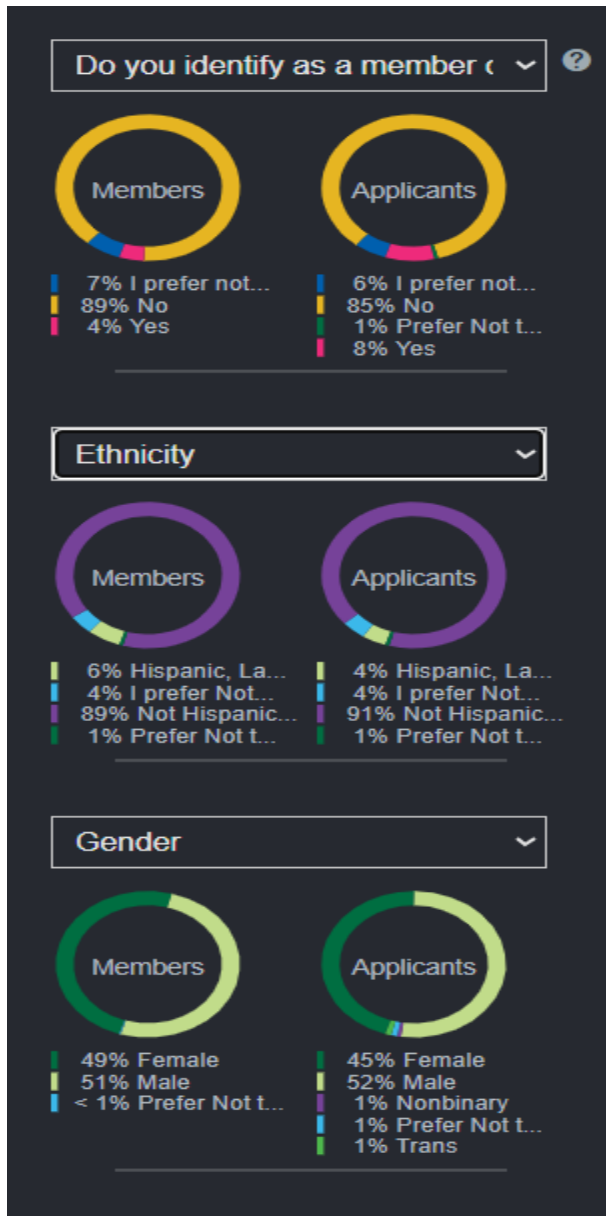 Do you identify as a member c
?
Members
7% I prefer not...
89% No
4% Yes
Applicants
6% I prefer not...
85% No
1% Prefer Not t...
8% Yes
Ethnicity
Members
6% Hispanic, La...
4% I prefer Not...
89% Not Hispanic...
1% Prefer Not t...
Applicants
4% Hispanic, La...
4% I prefer Not...
91% Not Hispanic...
1% Prefer Not t...
Gender
Members
49% Female
51% Male
< 1% Prefer Not t...
Applicants
45% Female
52% Male
1% Nonbinary
1% Prefer Not t...
1% Trans